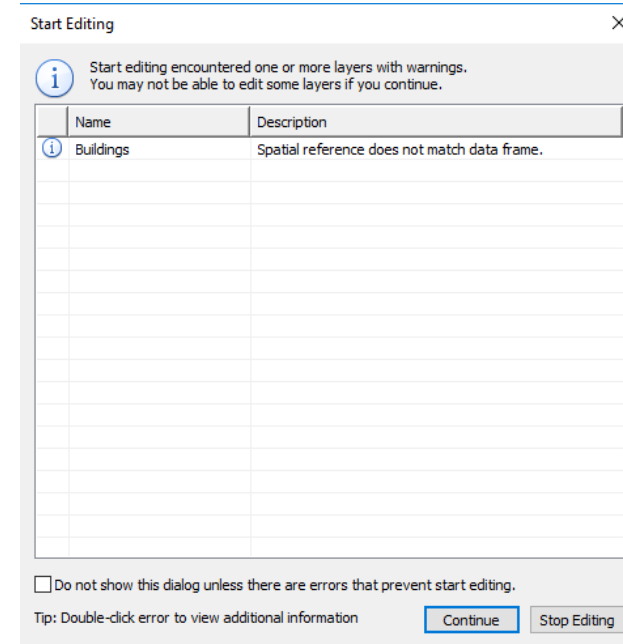 Start Editing
Start editing encountered one or more layers with warnings.
You may not be able to edit some layers if you continue.
Name Description
Buildings Spatial reference does not match data frame.
Do not show this dialog unless there are errors that prevent start editing.
Tip: Double-click error to view additional information
Continue Stop Editing